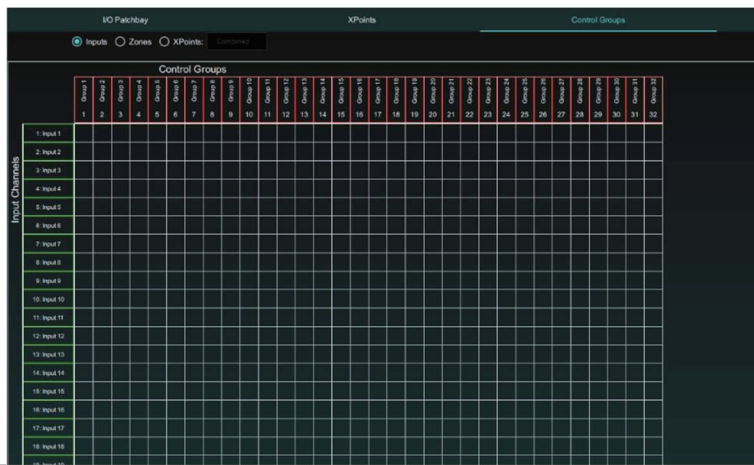 I/O Patchbay XPoints Control Groups
Inputs Zones XPoints: Combined
Control Groups
Group 1 Group 2 Group 3 Group 4 Group 5 Group 6 Group 7 Group 8 Group 9 Group 10 Group 11 Group 12 Group 13 Group 14 Group 15 Group 16 Group 17 Group 18 Group 19 Group 20 Group 21 Group 22 Group 23 Group 24 Group 25 Group 26 Group 27 Group 28 Group 29 Group 30 Group 31 Group 32
1 2 3 4 5 6 7 8 9 10 11 12 13 14 15 16 17 18 19 20 21 22 23 24 25 26 27 28 29 30 31 32
Input Channels
1: Input 1
2: Input 2
3: Input 3
4: Input 4
5: Input 5
6: Input 6
7: Input 7
8: Input 8
9: Input 9
10: Input 10
11: Input 11
12: Input 12
13: Input 13
14: Input 14
15: Input 15
16: Input 16
17: Input 17
18: Input 18